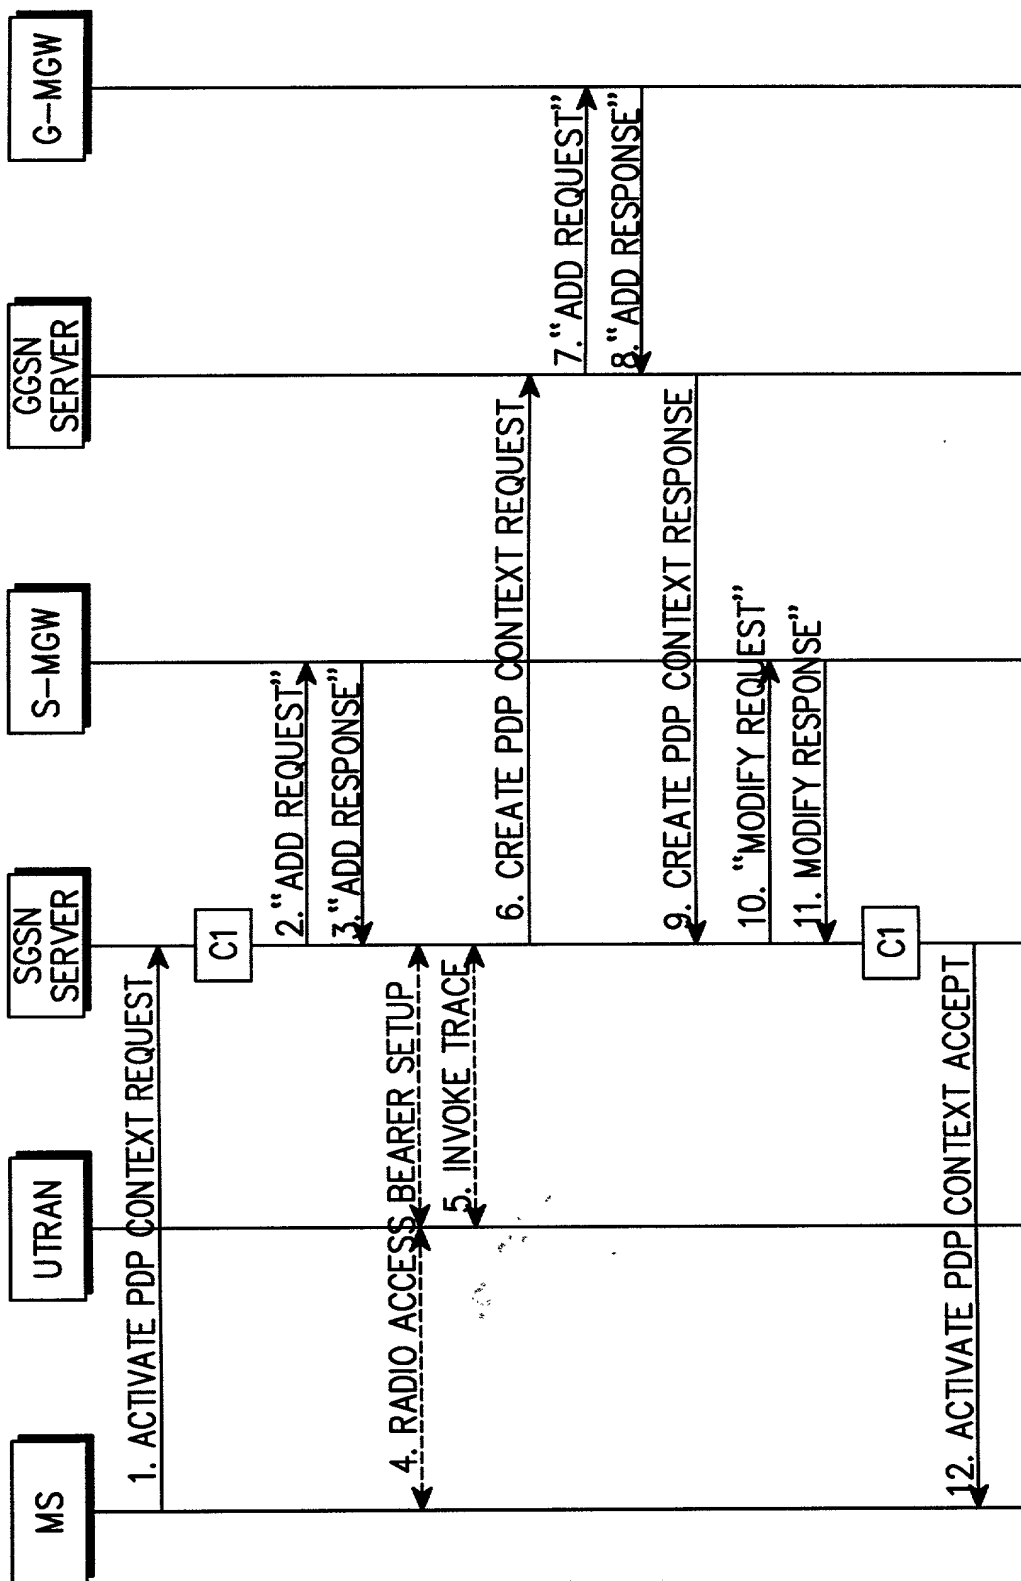 MS
UTRAN
SGSN
SERVER
S-MGW
GGSN
SERVER
G-MGW
1. ACTIVATE PDP CONTEXT REQUEST
C1
2. "ADD REQUEST"
3. "ADD RESPONSE"
4. RADIO ACCESS BEARER SETUP
5. INVOKE TRACE
6. CREATE PDP CONTEXT REQUEST
7. "ADD REQUEST"
8. "ADD RESPONSE"
9. CREATE PDP CONTEXT RESPONSE
10. "MODIFY REQUEST"
11. MODIFY RESPONSE"
C1
12. ACTIVATE PDP CONTEXT ACCEPT